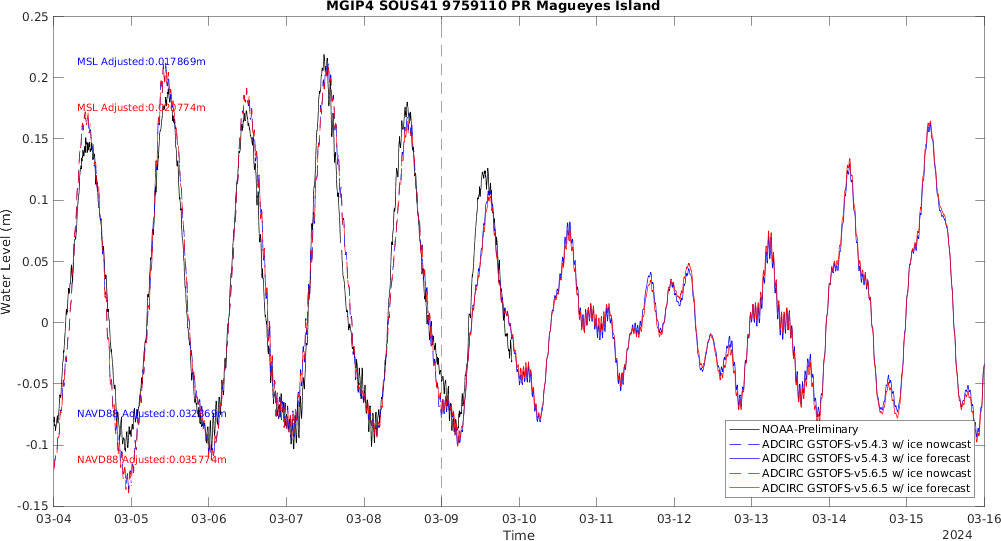 MGIP4 SOUS41 9759110 PR Magueyes Island
0.25
0.2
0.15
0.1
0.05
0
-0.05
-0.1
-0.15
Water Level (m)
MSL Adjusted:0.017869m
MSL Adjusted:0.020774m
NAVD88 Adjusted:0.032869m
NAVD88 Adjusted:0.035774m
NOAA-Preliminary
ADCIRC GSTOFS-v5.4.3 w/ ice nowcast
ADCIRC GSTOFS-v5.4.3 w/ ice forecast
ADCIRC GSTOFS-v5.6.5 w/ ice nowcast
ADCIRC GSTOFS-v5.6.5 w/ ice forecast
03-04 03-05 03-06 03-07 03-08 03-09 03-10 03-11 03-12 03-13 03-14 03-15 03-16
Time
2024